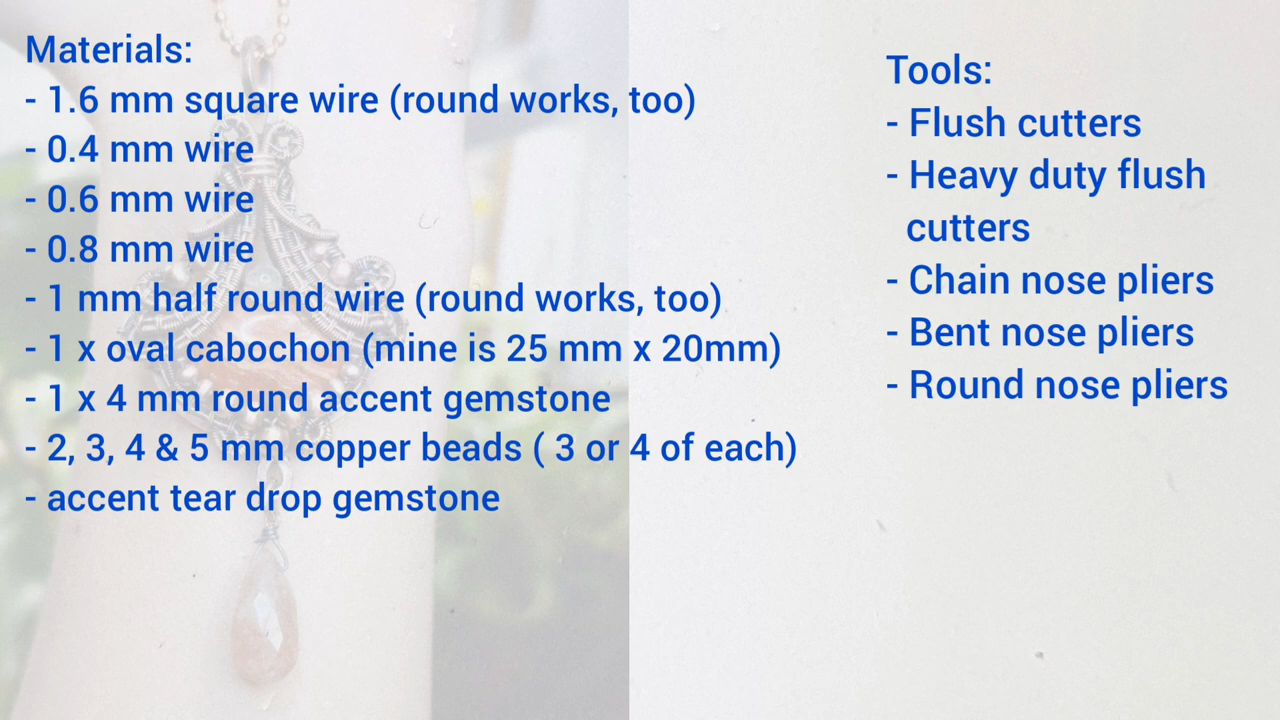 Materials:
- 1.6 mm square wire (round works, too)
- 0.4 mm wire
- 0.6 mm wire
- 0.8 mm wire
- 1 mm half round wire (round works, too)
- 1 x oval cabochon (mine is 25 mm x 20mm)
- 1 x 4 mm round accent gemstone
- 2, 3, 4 & 5 mm copper beads ( 3 or 4 of each)
- accent tear drop gemstone
Tools:
- Flush cutters
- Heavy duty flush
cutters
- Chain nose pliers
- Bent nose pliers
- Round nose pliers